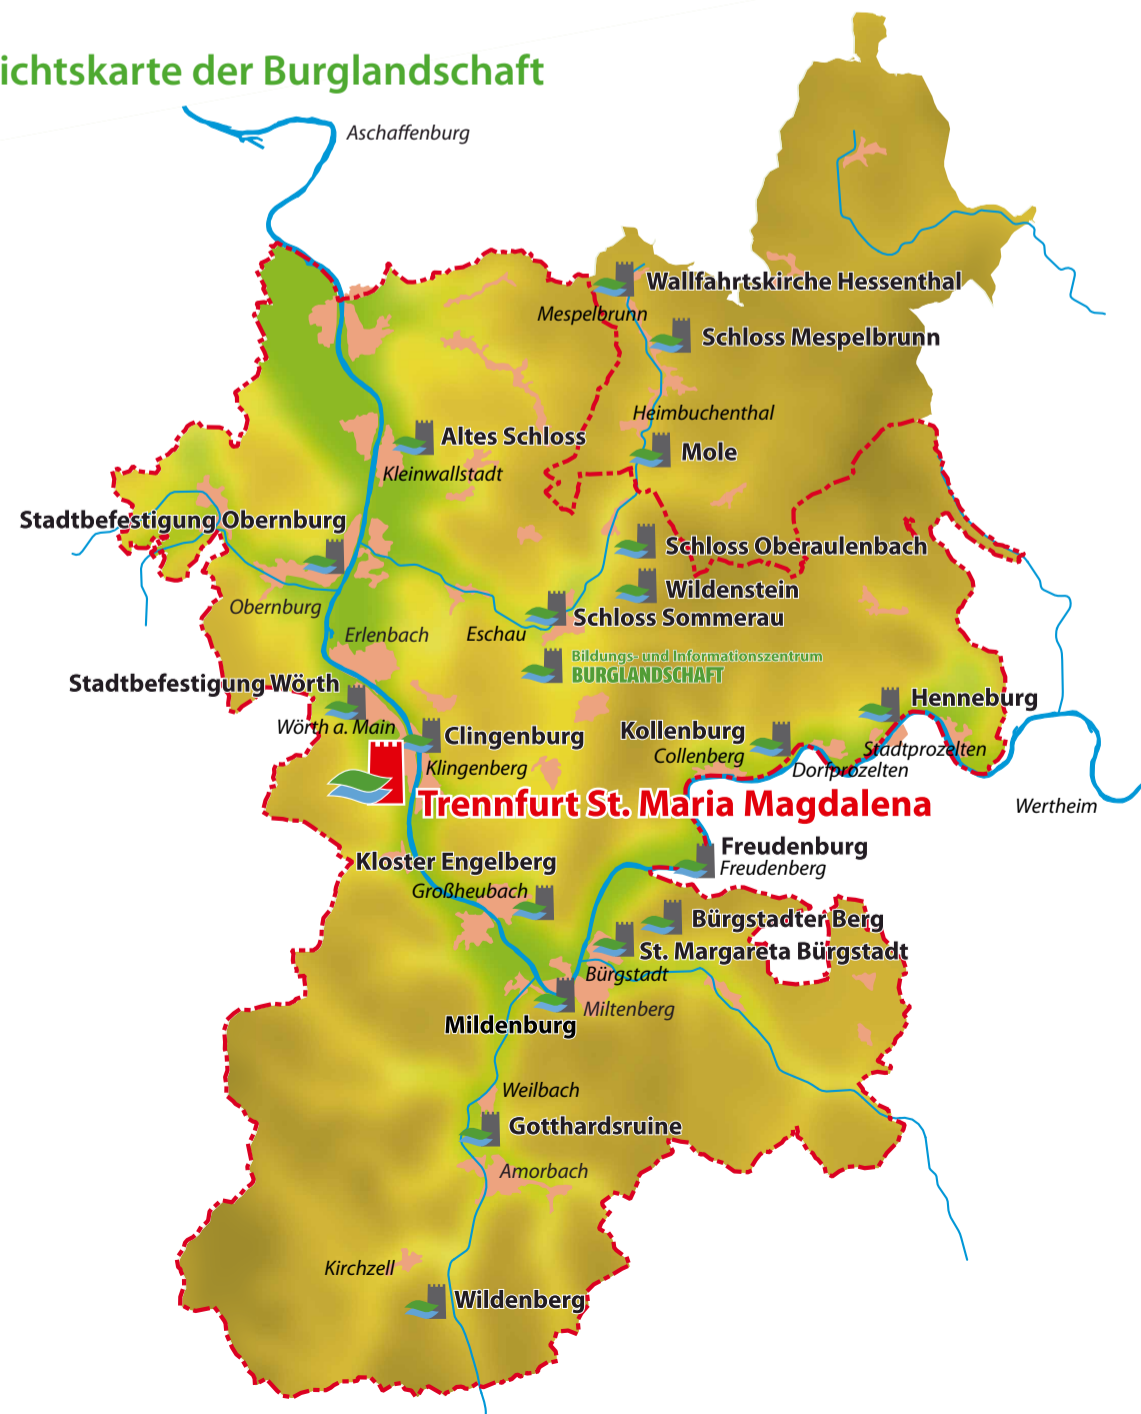 ichtskarte der Burglandschaft
Aschaffenburg
Wallfahrtskirche Hessenthal
Mespelbrunn
Schloss Mespelbrunn
Heimbuchenthal
Altes Schloss
Mole
Kleinwallstadt
Stadtbefestigung Obernburg
Schloss Oberaulenbach
Wildenstein
Obernburg
Schloss Sommerau
Erlenbach
Eschau
Bildungs- und Informationszentrum
BURGLANDSCHAFT
Stadtbefestigung Wörth
Henneburg
Wörth a. Main
Clingenburg
Kollenburg
Stadtprozelten
Collenberg
Klingenberg
Dorfprozelten
Trennfurt St. Maria Magdalena
Wertheim
Freudenburg
Kloster Engelberg
Freudenberg
Großheubach
Bürgstadter Berg
St. Margareta Bürgstadt
Bürgstadt
Miltenberg
Mildenburg
Weilbach
Gotthardsruine
Amorbach
Kirchzell
Wildenberg